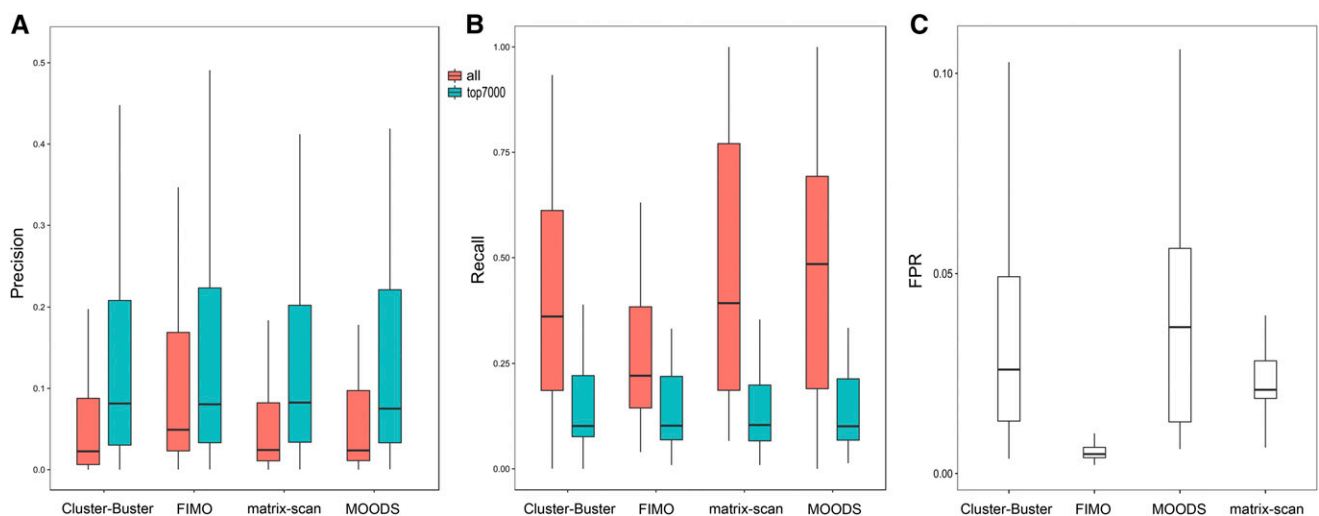 A
Precision
0.5
0.4
0.3
0.2
0.1
0.0
Cluster-Buster FIMO matrix-scan MOODS
all
top7000
B
Recall
1.00
0.75
0.50
0.25
0.00
Cluster-Buster FIMO matrix-scan MOODS
C
FPR
0.10
0.05
0.00
Cluster-Buster FIMO MOODS matrix-scan